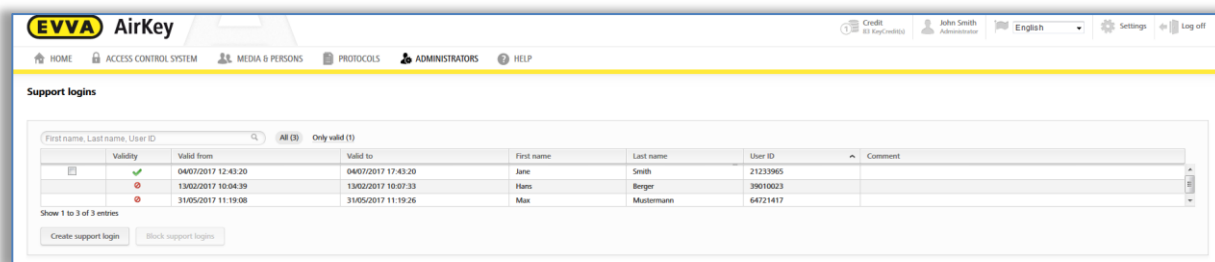 EVVA AirKey
Credit
83 KeyCredit(s)
John Smith
Administrator
English
Settings
Log off
HOME ACCESS CONTROL SYSTEM MEDIA & PERSONS PROTOCOLS ADMINISTRATORS HELP
Support logins
First name, Last name, User ID All (3) Only valid (1)
Validity Valid from Valid to First name Last name User ID Comment
04/07/2017 12:43:20 04/07/2017 17:43:20 Jane Smith 21233965
13/02/2017 10:04:39 13/02/2017 10:07:33 Hans Berger 39010023
31/05/2017 11:19:08 31/05/2017 11:19:26 Max Mustermann 64721417
Show 1 to 3 of 3 entries
Create support login Block support logins